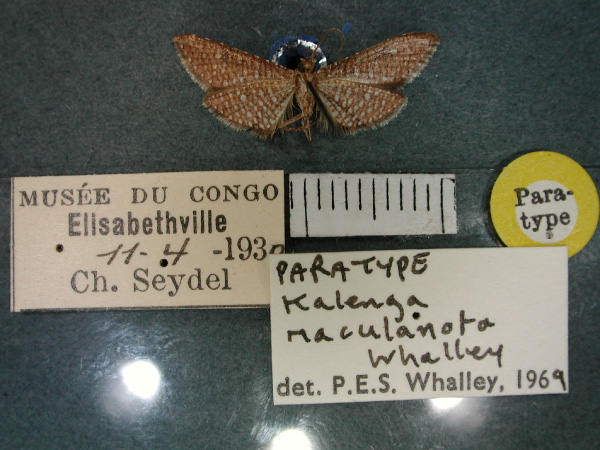 MUSÉE DU CONGO
Elisabethville
11-4-1930
Ch. Seydel
Para-
type
PARATYPE
Kalenga
maculanota
Whalley
det. P.E.S. Whalley, 1969